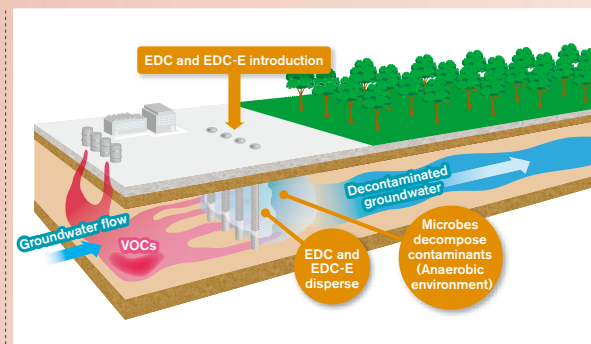 EDC and EDC-E introduction
Decontaminated
groundwater
Groundwater flow
VOCs
EDC and
EDC-E
disperse
Microbes
decompose
contaminants
(Anaerobic
environment)